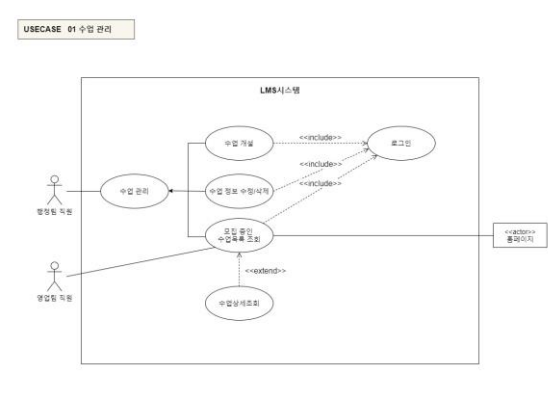 USECASE 01 수업 관리
LMS시스템
수업 개설
<<include>>
로그인
<<include>>
수업 관리
수업 정보 수정/삭제
<<include>>
행정팀 직원
모집 중인
수업목록 조회
<<actor>>
홈페이지
<<extend>>
영업팀 직원
수업상세조회